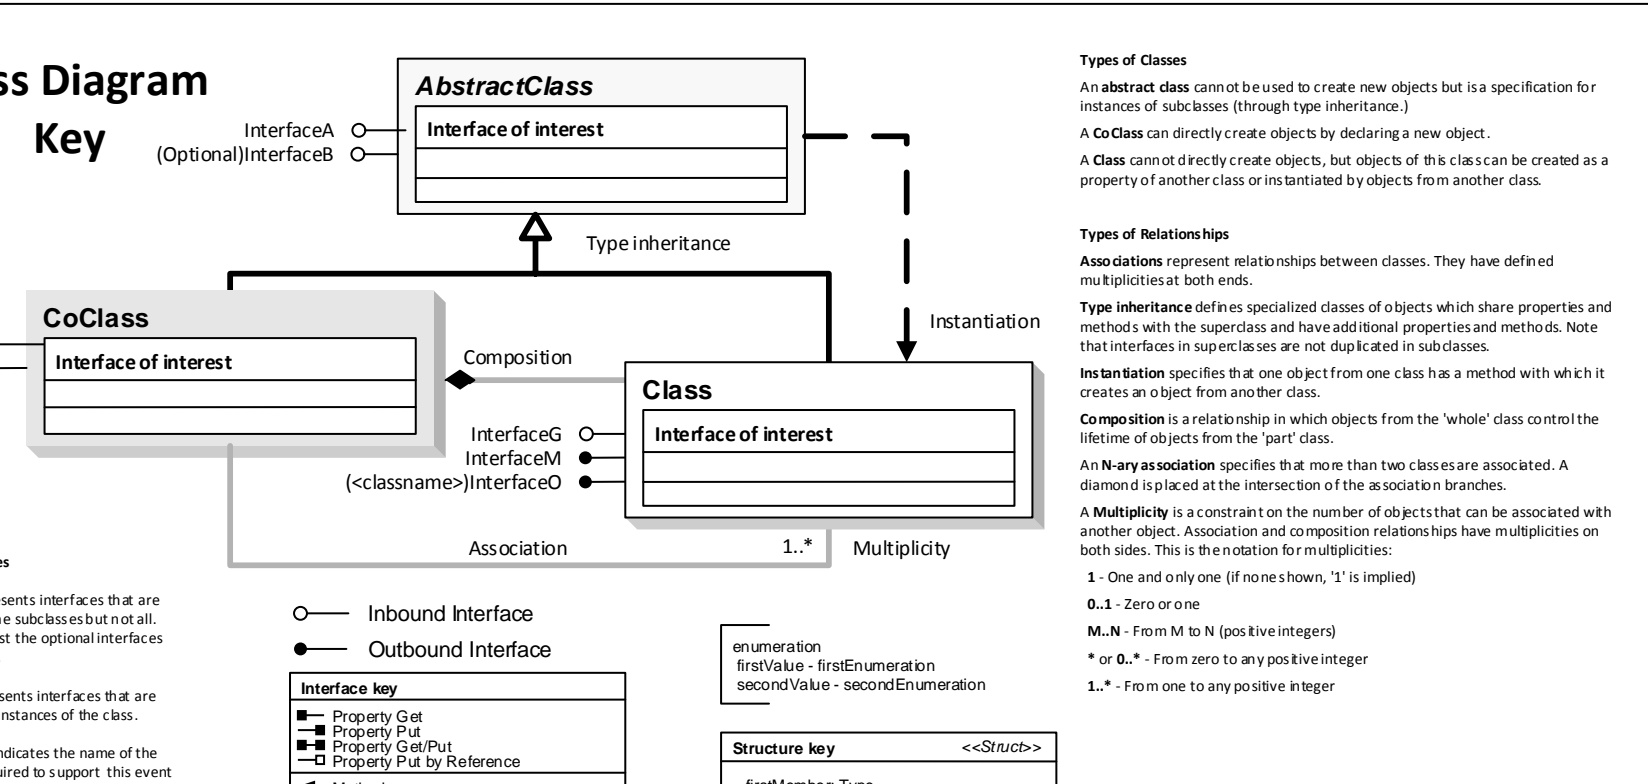 Diagram
Key
AbstractClass
Interface of interest
InterfaceA
(Optional)InterfaceB
Type inheritance
Instantiation
CoClass
Interface of interest
Composition
Class
Interface of interest
InterfaceG
InterfaceM
(<classname>)InterfaceO
Association
1..*
Multiplicity
Types of Classes
An abstract class cannot be used to create new objects but is a specification for
instances of subclasses (through type inheritance.)
A CoClass can directly create objects by declaring a new object.
A Class cannot directly create objects, but objects of this class can be created as a
property of another class or instantiated by objects from another class.
Types of Relationships
Associations represent relationships between classes. They have defined
multiplicities at both ends.
Type inheritance defines specialized classes of objects which share properties and
methods with the superclass and have additional properties and methods. Note
that interfaces in superclasses are not duplicated in subclasses.
Instantiation specifies that one object from one class has a method with which it
creates an object from another class.
Composition is a relationship in which objects from the 'whole' class control the
lifetime of objects from the 'part' class.
An N-ary association specifies that more than two classes are associated. A
diamond is placed at the intersection of the association branches.
A Multiplicity is a constraint on the number of objects that can be associated with
another object. Association and composition relationships have multiplicities on
both sides. This is the notation for multiplicities:
1 - One and only one (if none shown, '1' is implied)
0..1 - Zero or one
M..N - From M to N (positive integers)
* or 0..* - From zero to any positive integer
1..* - From one to any positive integer
interfaces that are
subclasses but not all.
the optional interfaces
interfaces that are
instances of the class.
indicates the name of the
to support this event
Inbound Interface
Outbound Interface
Interface key
Property Get
Property Put
Property Get/Put
Property Put by Reference
enumeration
firstValue - firstEnumeration
secondValue - secondEnumeration
Structure key <<Struct>>
firstMember: Type